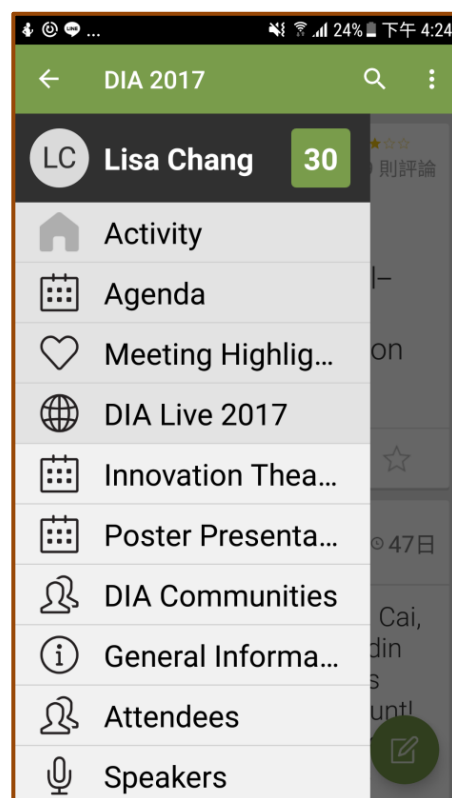 ... 24% 下午 4:24
DIA 2017
LC Lisa Chang 30
則評論
Activity
Agenda
Meeting Highlig...
on
DIA Live 2017
Innovation Thea...
Poster Presenta...
47日
DIA Communities
Cai,
General Informa...
din
s
Attendees
unt!
Speakers